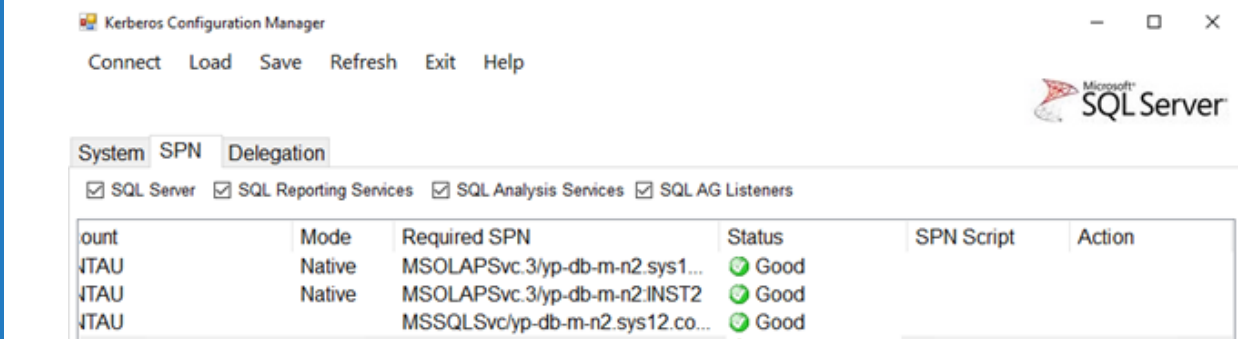 Kerberos Configuration Manager
Connect Load Save Refresh Exit Help
Microsoft
SQL Server
System SPN Delegation
SQL Server SQL Reporting Services SQL Analysis Services SQL AG Listeners
ount Mode Required SPN Status SPN Script Action
NTAU Native MSOLAPSvc.3/yp-db-m-n2.sys1... Good
NTAU Native MSOLAPSvc.3/yp-db-m-n2:INST2 Good
NTAU MSSQLSvc/yp-db-m-n2.sys12.co... Good